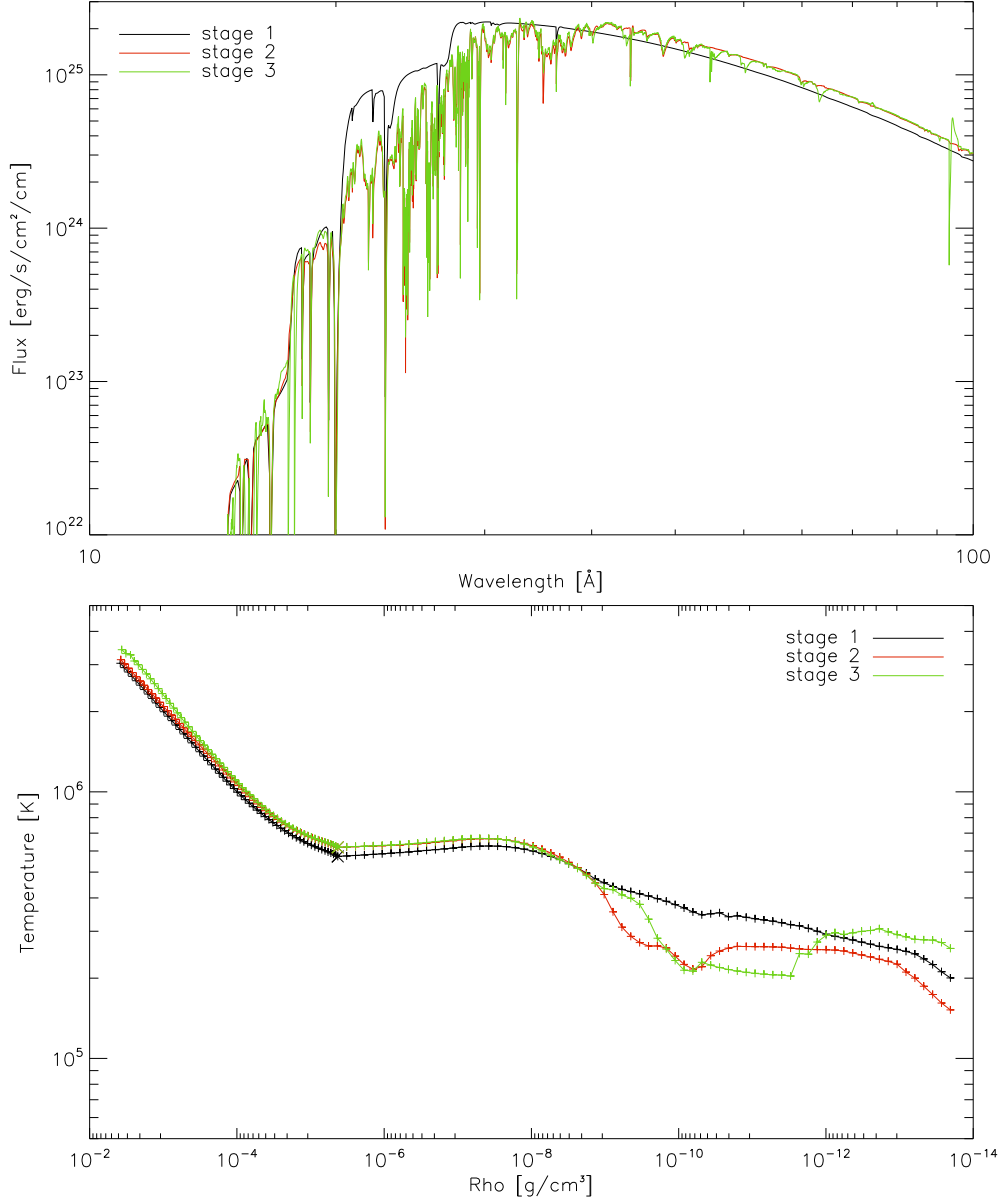 stage 1
stage 2
stage 3
10^25
10^24
10^23
10^22
Flux [erg/s/cm²/cm]
10
100
Wavelength [Å]
stage 1
stage 2
stage 3
10^6
10^5
Temperature [K]
10^-2
10^-4
10^-6
10^-8
10^-10
10^-12
10^-14
Rho [g/cm³]